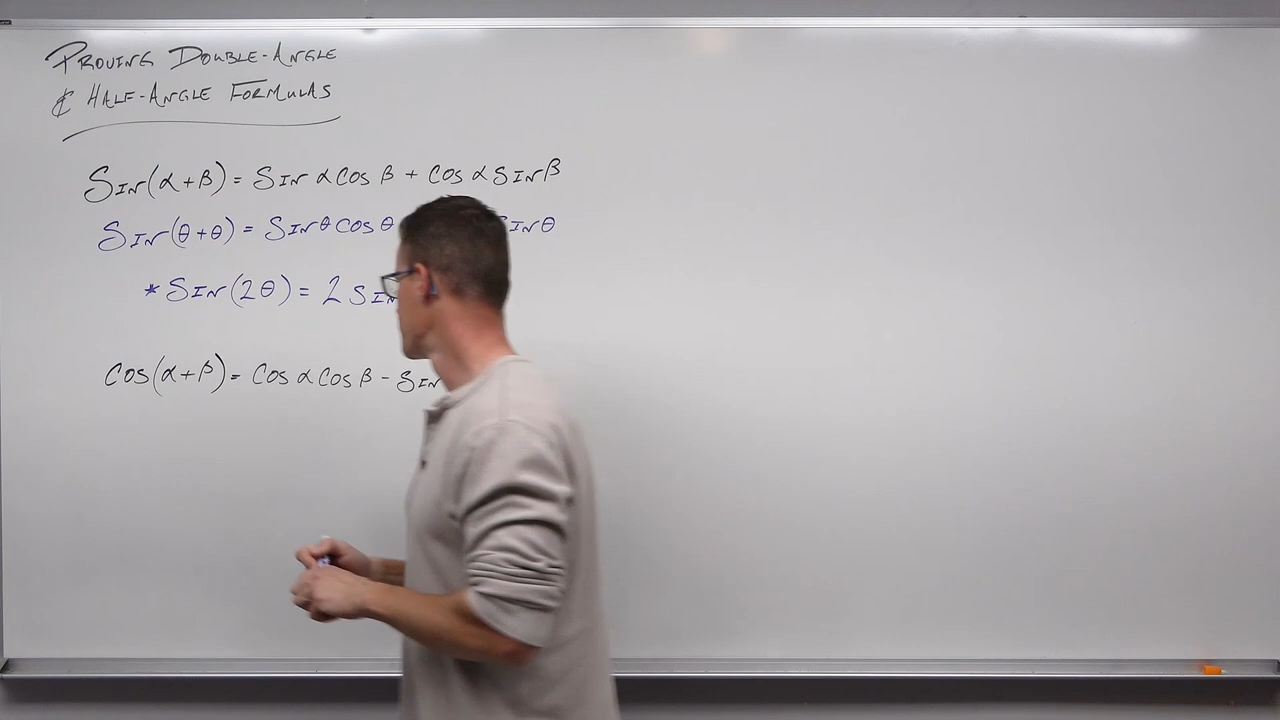 PROVING DOUBLE-ANGLE
& HALF-ANGLE FORMULAS
SIN(α+β) = SIN α COS β + COS α SIN β
SIN(θ+θ) = SIN θ COS θ SIN θ
* SIN(2θ) = 2 SIN
COS(α+β) = COS α COS β - SIN